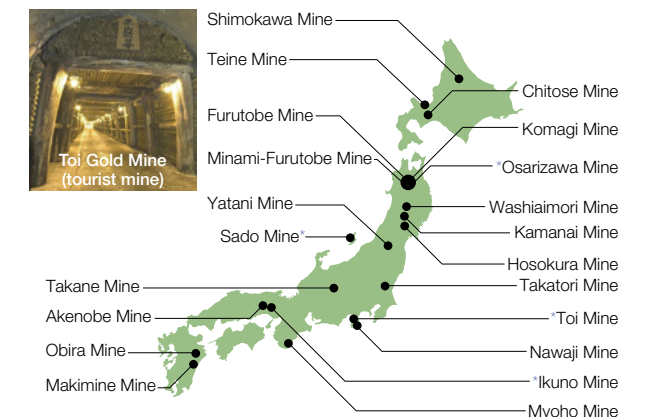 Toi Gold Mine
(tourist mine)
Shimokawa Mine
Teine Mine
Chitose Mine
Furutobe Mine
Komagi Mine
Minami-Furutobe Mine
*Osarizawa Mine
Yatani Mine
Washiaimori Mine
Sado Mine*
Kamanai Mine
Hosokura Mine
Takane Mine
Takatori Mine
Akenobe Mine
*Toi Mine
Obira Mine
Nawaji Mine
Makimine Mine
*Ikuno Mine
Myoho Mine